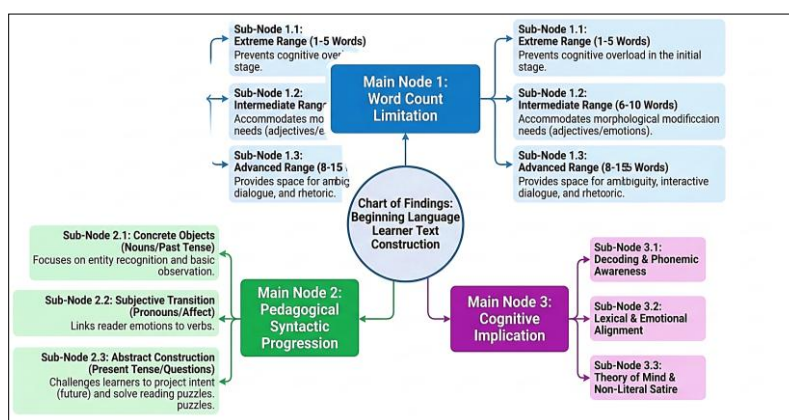 Sub-Node 1.1:
Extreme Range (1-5 Words)
Prevents cognitive
stage.
Sub-Node 1.2:
Intermediate
Accommodates
needs
Sub-Node 1.3:
Advanced Range (8-15
Provides space for
dialogue, and rhetoric.
Main Node 1:
Word Count
Limitation
Sub-Node 1.1:
Extreme Range (1-5 Words)
Prevents cognitive overload in the initial
stage.
Sub-Node 1.2:
Intermediate Range (6-10 Words)
Accommodates morphological modification
needs (adjectives/emotions).
Sub-Node 1.3:
Advanced Range Words)
Provides space for ambiguity, interactive
dialogue, and rhetoric.
Chart of Findings:
Beginning Language
Learner Text
Construction
Sub-Node 2.1: Concrete Objects
(Nouns/Past Tense)
Focuses on entity recognition and basic
observation.
Sub-Node 2.2: Subjective Transition
(Pronouns/Affect)
Links reader emotions to verbs.
Sub-Node 2.3: Abstract Construction
(Present Tense/Questions)
Challenges learners to project intent
(future) and solve reading puzzles.
puzzles.
Main Node 2:
Pedagogical
Syntactic
Progression
Main Node 3:
Cognitive
Implication
Sub-Node 3.1:
Decoding & Phonemic
Awareness
Sub-Node 3.2:
Lexical & Emotional
Alignment
Sub-Node 3.3:
Theory of Mind &
Non-Literal Satire